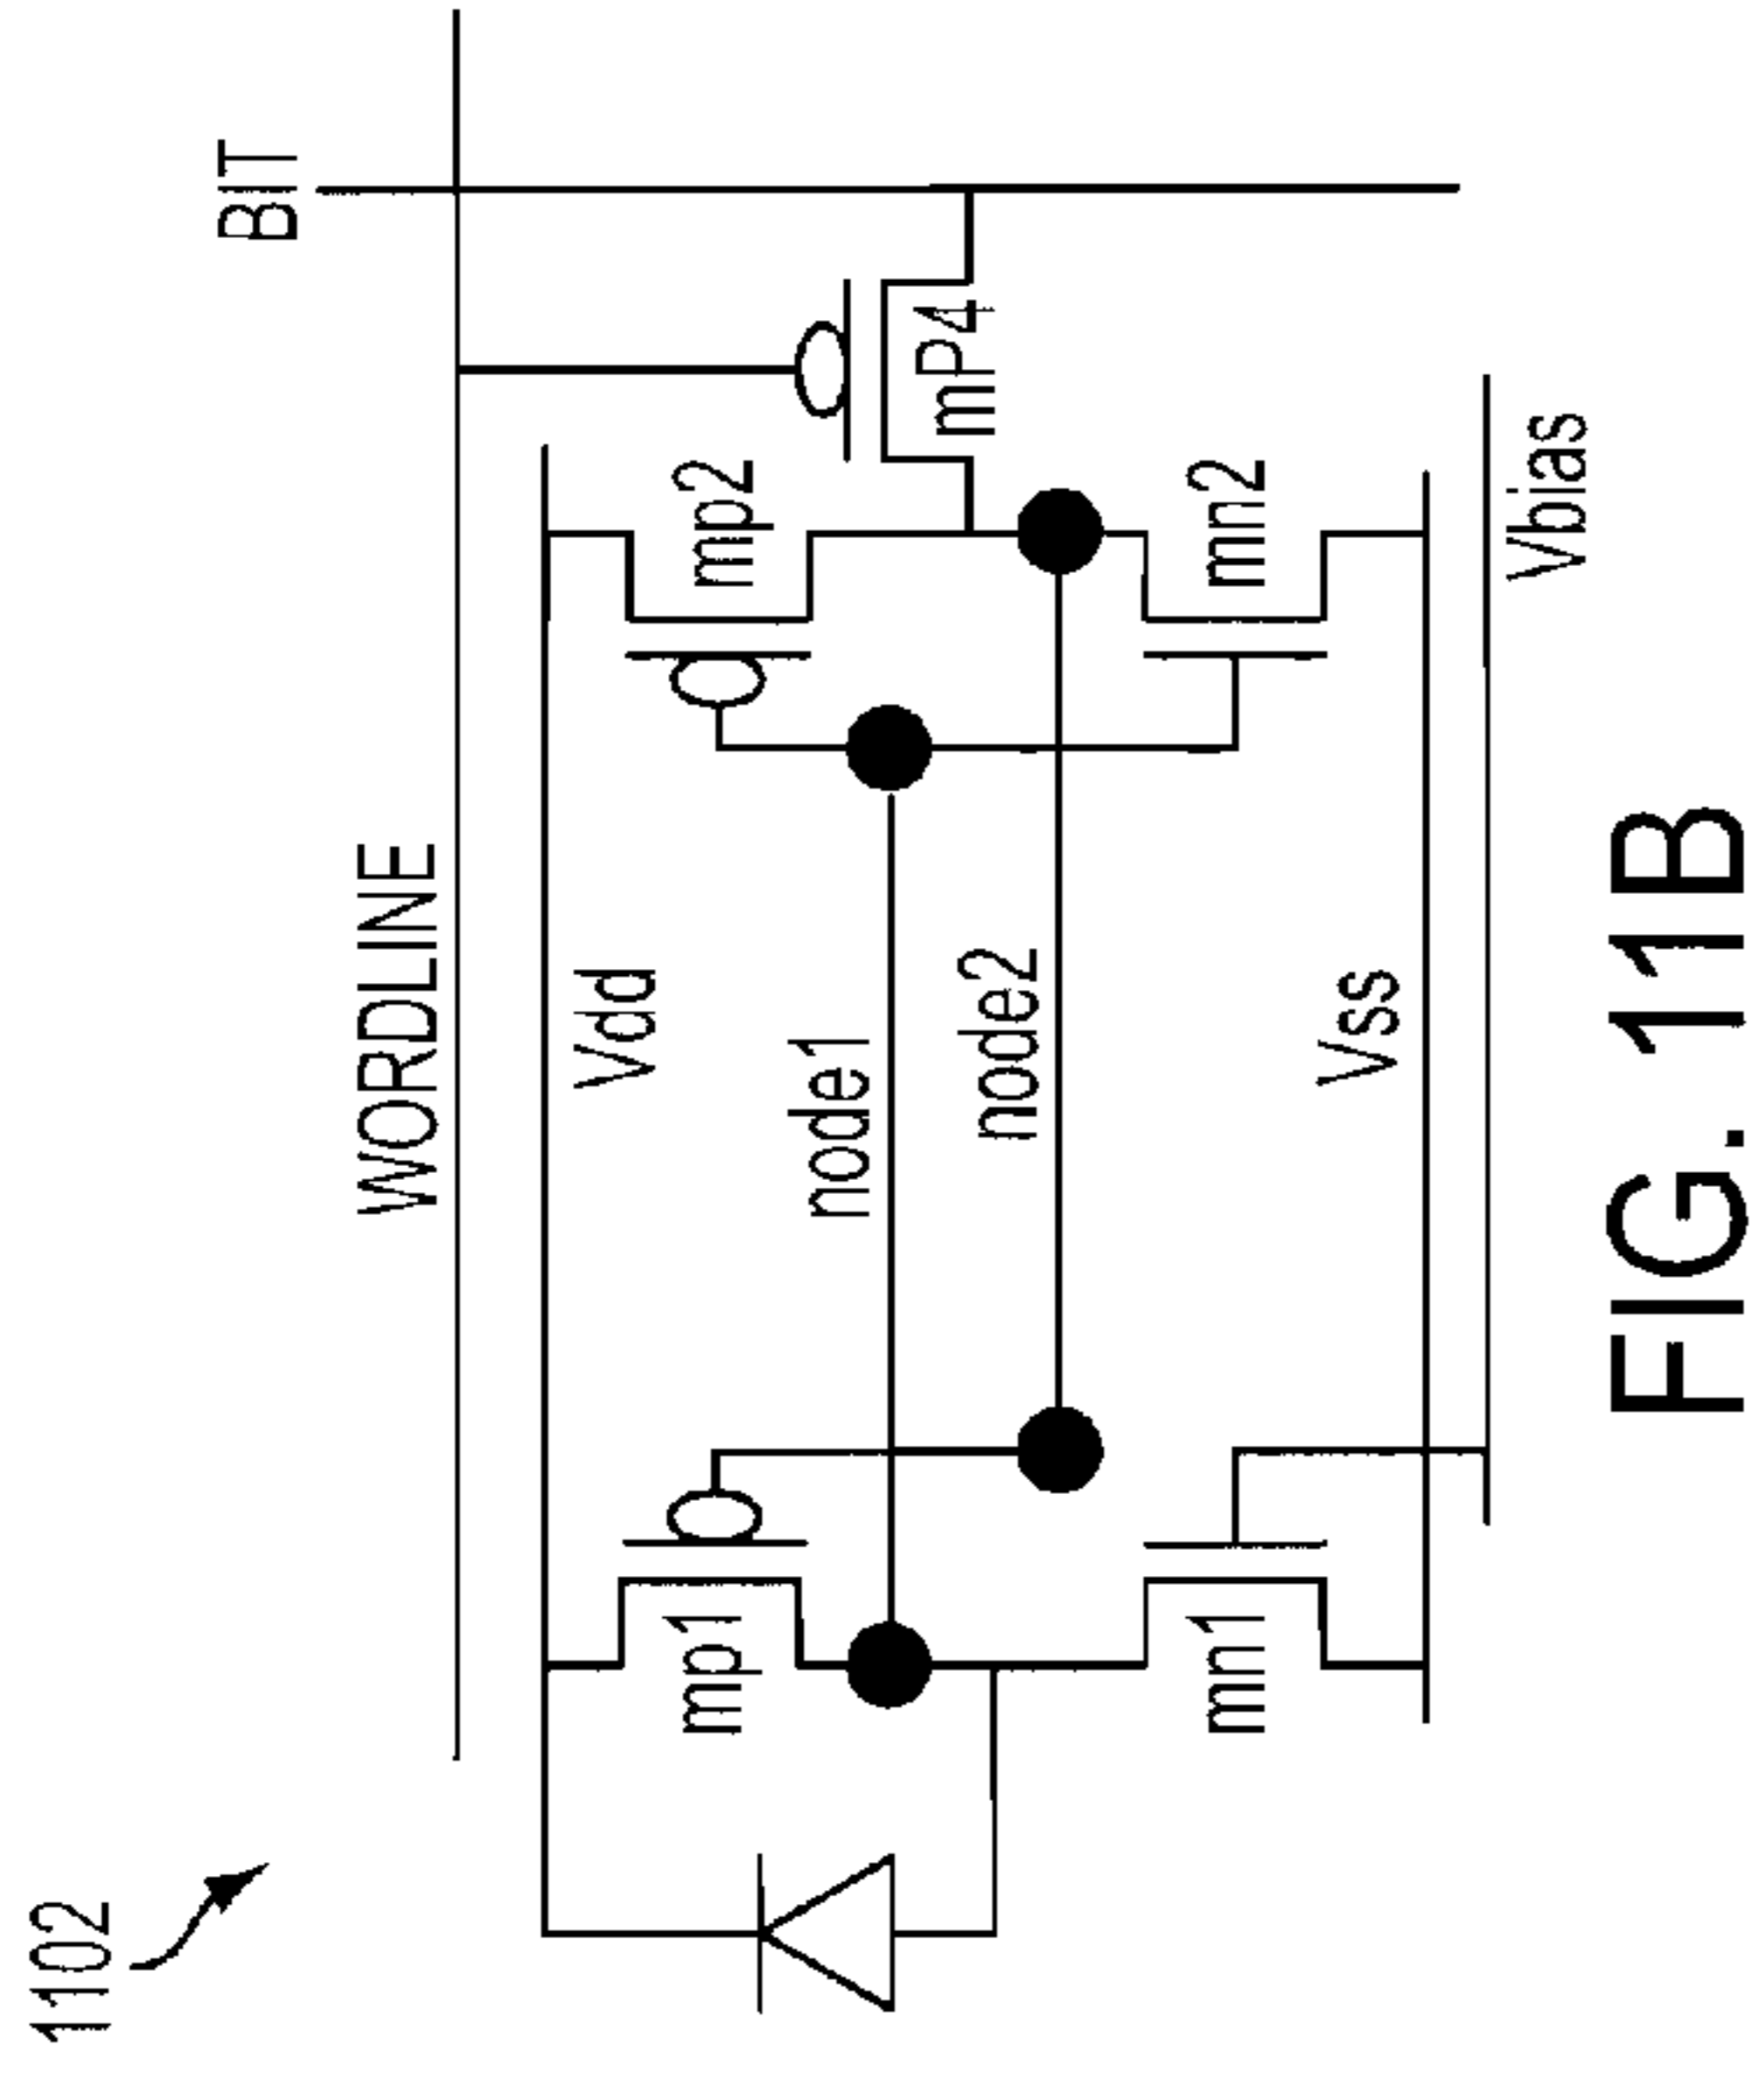 1102
BIT
WORDLINE
Vdd
mp1
mp2
node1
mP4
node2
mn1
mn2
Vss
Vbias
FIG. 11B